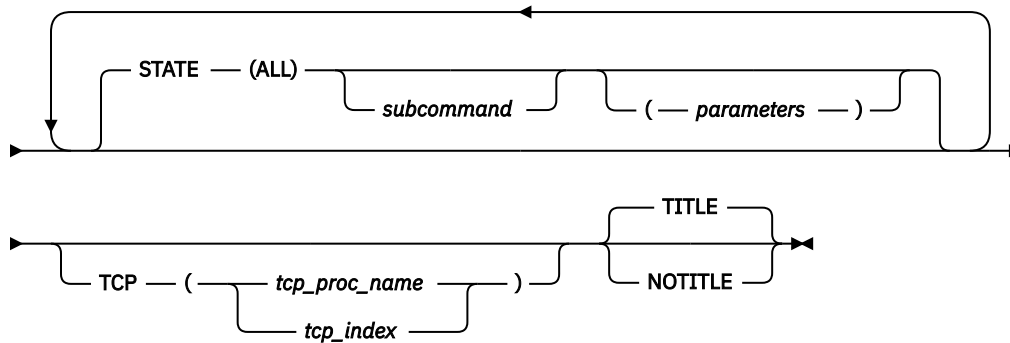 STATE (ALL)
subcommand ( parameters )
TITLE
TCP ( tcp_proc_name ) NOTITLE
tcp_index